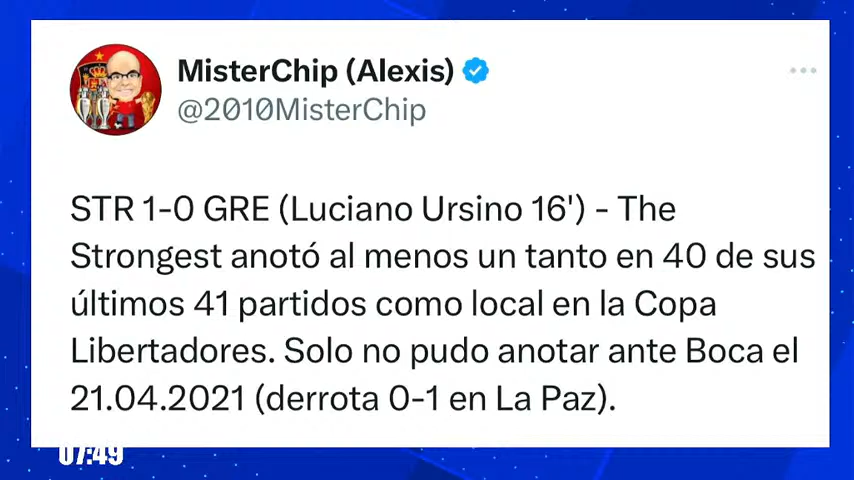 MisterChip (Alexis)
@2010MisterChip
STR 1-0 GRE (Luciano Ursino 16') - The
Strongest anotó al menos un tanto en 40 de sus
últimos 41 partidos como local en la Copa
Libertadores. Solo no pudo anotar ante Boca el
21.04.2021 (derrota 0-1 en La Paz).
07:49